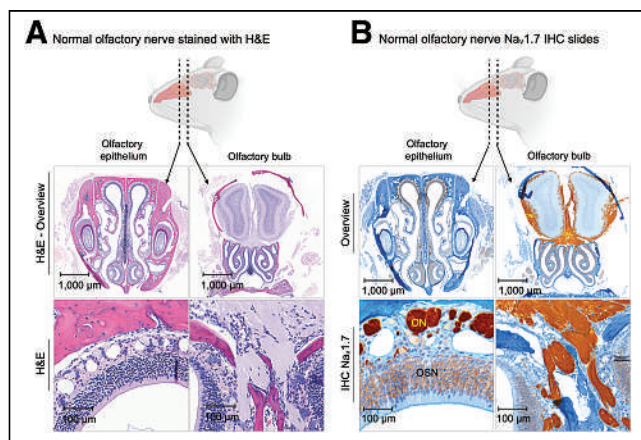 A Normal olfactory nerve stained with H&E
Olfactory epithelium
Olfactory bulb
H&E - Overview
1,000 µm
1,000 µm
H&E
100 µm
100 µm
B Normal olfactory nerve Naᵥ1.7 IHC slides
Olfactory epithelium
Olfactory bulb
Overview
1,000 µm
1,000 µm
IHC Naᵥ1.7
ON
OSN
100 µm
100 µm